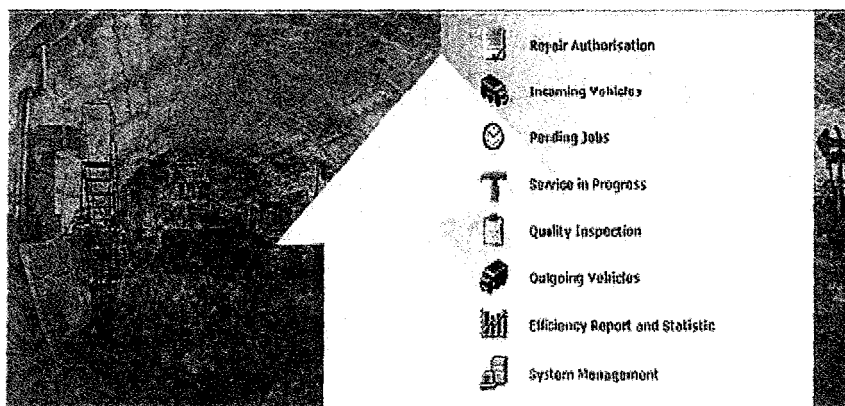 Repair Authorisation
Incoming Vehicles
Pending Jobs
Service in Progress
Quality Inspection
Outgoing Vehicles
Efficiency Report and Statistic
System Management